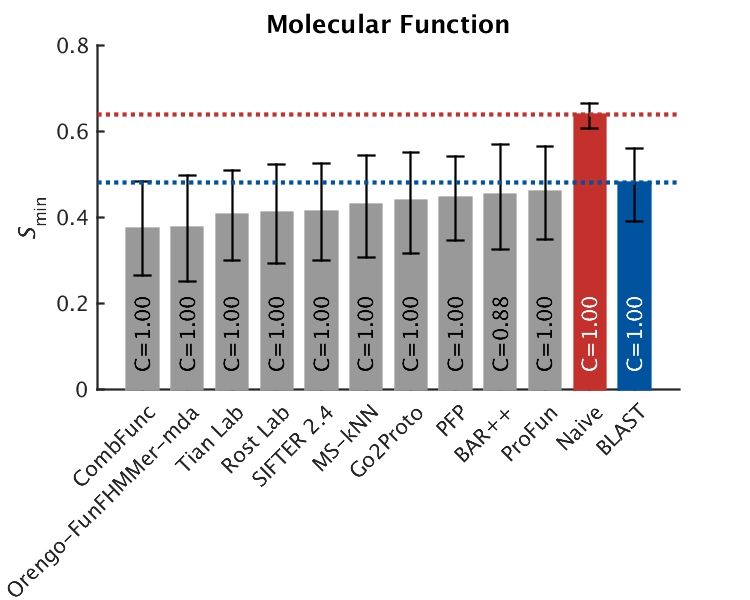 Molecular Function
0.8
0.6
0.4
0.2
0
Smin
C=1.00
C=1.00
C=1.00
C=1.00
C=1.00
C=1.00
C=1.00
C=1.00
C=0.88
C=1.00
C=1.00
C=1.00
CombFunc
Orengo-FunFHMMer-mda
Tian Lab
Rost Lab
SIFTER 2.4
MS-kNN
Go2Proto
PFP
BAR++
ProFun
Naive
BLAST